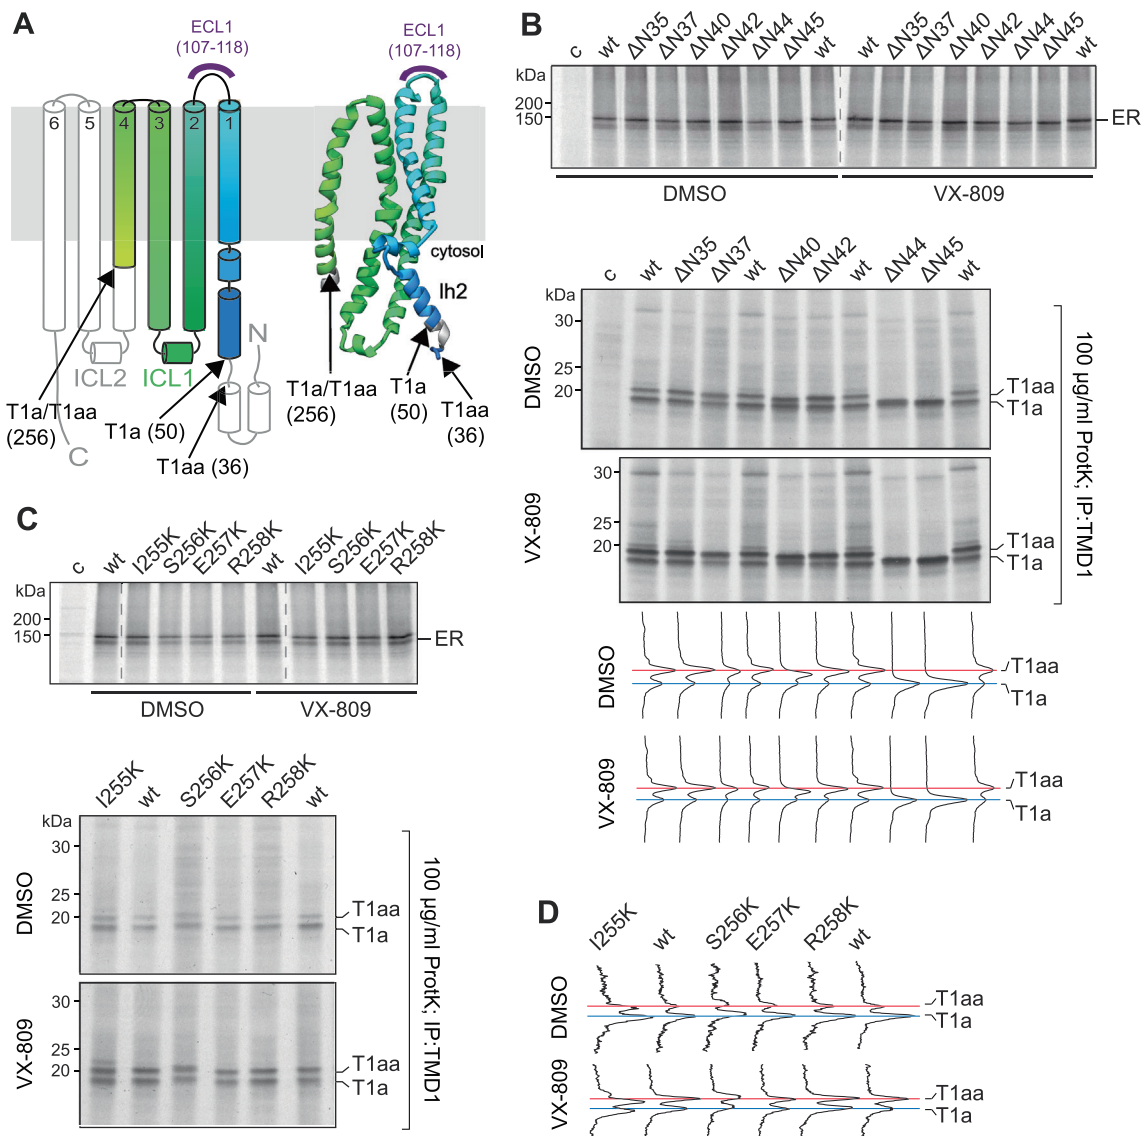 A
ECL1
(107-118)
ECL1
(107-118)
6 5 4 3 2 1
cytosol
Ih2
N
ICL2 ICL1
T1a/T1aa
(256)
T1a (50)
T1aa (36)
C
T1a/T1aa
(256)
T1a
(50)
T1aa
(36)
B
c wt ΔN35 ΔN37 ΔN40 ΔN42 ΔN44 ΔN45 wt wt ΔN35 ΔN37 ΔN40 ΔN42 ΔN44 ΔN45 wt
kDa
200
150
ER
DMSO VX-809
c wt ΔN35 ΔN37 wt ΔN40 ΔN42 wt ΔN44 ΔN45 wt
kDa
30
20
DMSO
T1aa
T1a
30
25
20
VX-809
T1aa
T1a
100 µg/ml ProtK; IP:TMD1
DMSO
T1aa
T1a
VX-809
T1aa
T1a
C
c wt I255K S256K E257K R258K wt I255K S256K E257K R258K
kDa
200
150
ER
DMSO VX-809
I255K wt S256K E257K R258K wt
kDa
30
25
20
DMSO
T1aa
T1a
30
25
20
VX-809
T1aa
T1a
100 µg/ml ProtK; IP:TMD1
D
I255K wt S256K E257K R258K wt
DMSO
T1aa
T1a
VX-809
T1aa
T1a